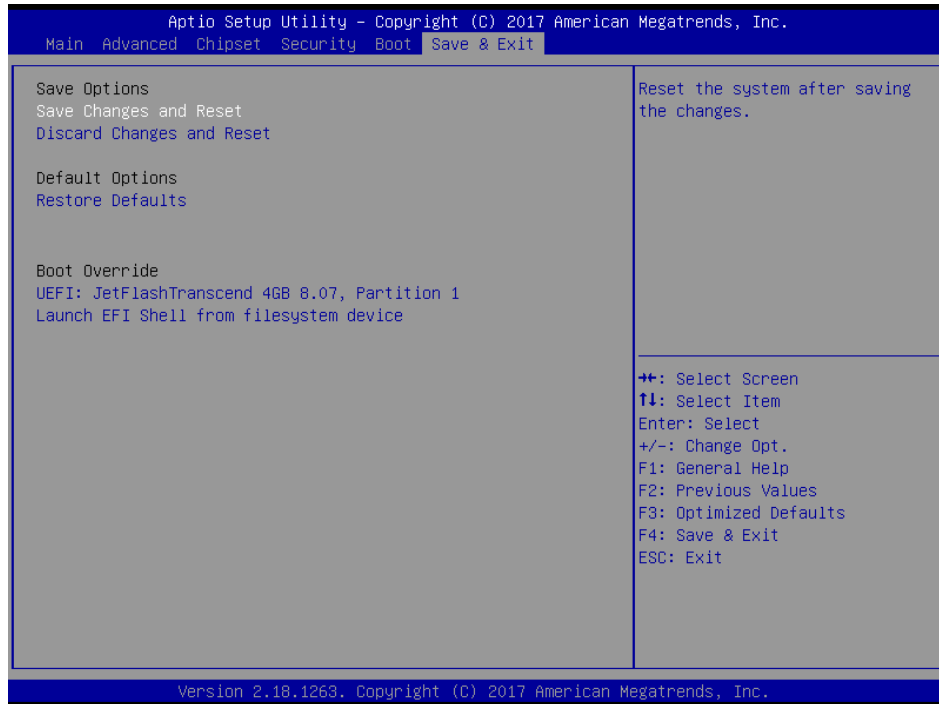 Aptio Setup Utility – Copyright (C) 2017 American Megatrends, Inc.
Main Advanced Chipset Security Boot Save & Exit
Save Options
Save Changes and Reset
Discard Changes and Reset
Default Options
Restore Defaults
Boot Override
UEFI: JetFlashTranscend 4GB 8.07, Partition 1
Launch EFI Shell from filesystem device
Reset the system after saving
the changes.
→←: Select Screen
↑↓: Select Item
Enter: Select
+/-: Change Opt.
F1: General Help
F2: Previous Values
F3: Optimized Defaults
F4: Save & Exit
ESC: Exit
Version 2.18.1263. Copyright (C) 2017 American Megatrends, Inc.